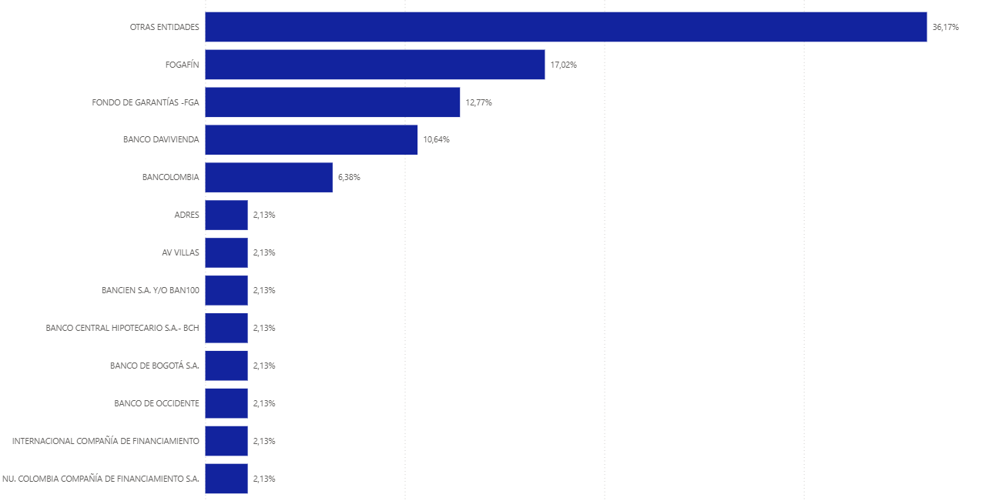 OTRAS ENTIDADES 36,17%
FOGAFÍN 17,02%
FONDO DE GARANTÍAS -FGA 12,77%
BANCO DAVIVIENDA 10,64%
BANCOLOMBIA 6,38%
ADRES 2,13%
AV VILLAS 2,13%
BANCIEN S.A. Y/O BAN100 2,13%
BANCO CENTRAL HIPOTECARIO S.A.- BCH 2,13%
BANCO DE BOGOTÁ S.A. 2,13%
BANCO DE OCCIDENTE 2,13%
INTERNACIONAL COMPAÑÍA DE FINANCIAMIENTO 2,13%
NU. COLOMBIA COMPAÑÍA DE FINANCIAMIENTO S.A. 2,13%